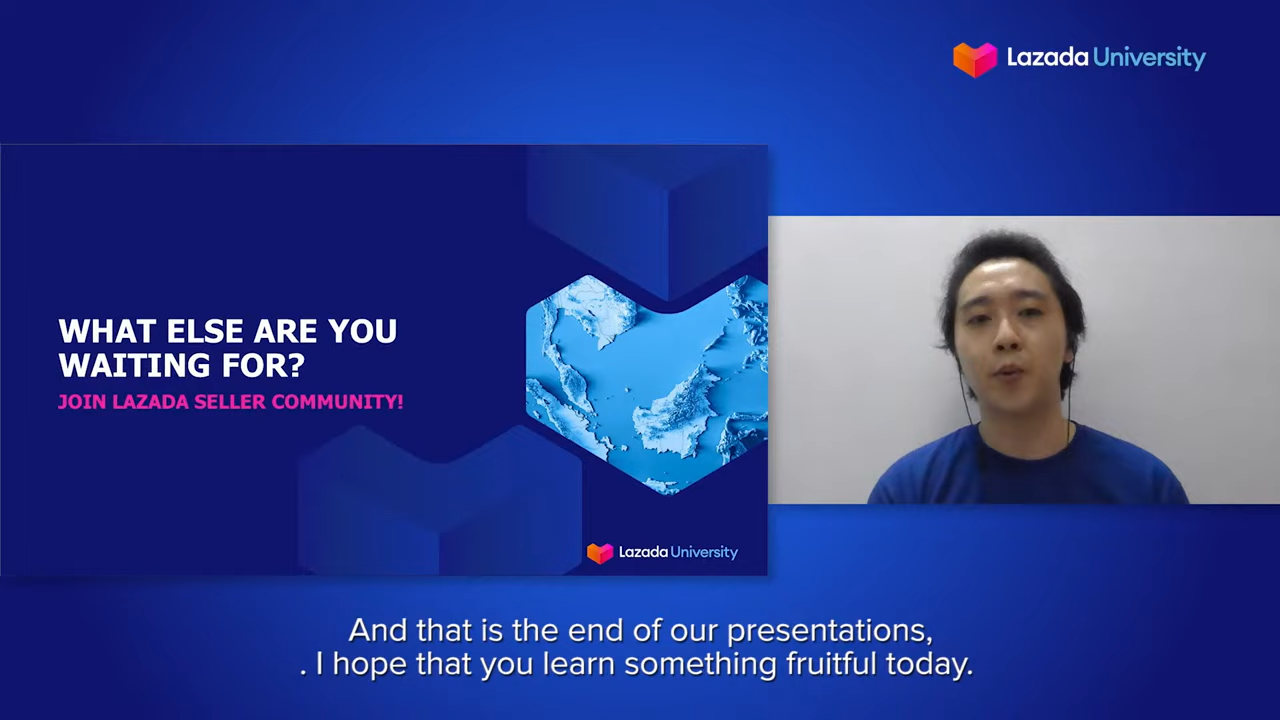 Lazada University
WHAT ELSE ARE YOU
WAITING FOR?
JOIN LAZADA SELLER COMMUNITY!
Lazada University
And that is the end of our presentations,
. I hope that you learn something fruitful today.